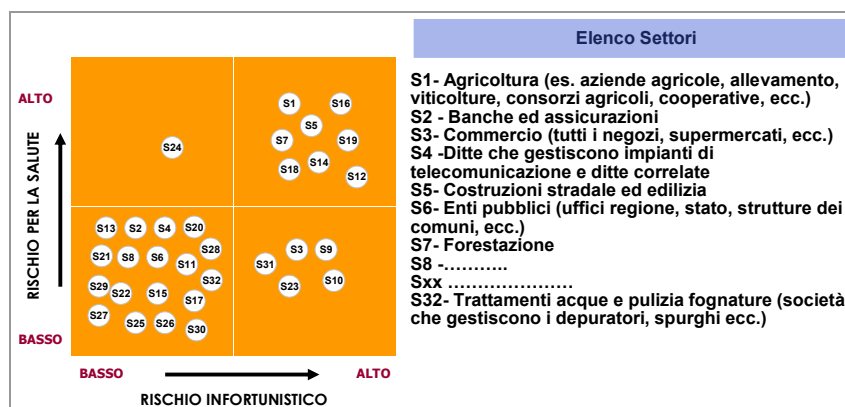 Elenco Settori
ALTO
RISCHIO PER LA SALUTE
BASSO
S1
S16
S5
S7
S19
S24
S18
S14
S12
S13
S2
S4
S20
S28
S21
S8
S6
S11
S32
S29
S22
S15
S17
S27
S25
S26
S30
S3
S9
S31
S23
S10
BASSO
ALTO
RISCHIO INFORTUNISTICO
S1- Agricoltura (es. aziende agricole, allevamento,
viticolture, consorzi agricoli, cooperative, ecc.)
S2 - Banche ed assicurazioni
S3- Commercio (tutti i negozi, supermercati, ecc.)
S4 -Ditte che gestiscono impianti di
telecomunicazione e ditte correlate
S5- Costruzioni stradale ed edilizia
S6- Enti pubblici (uffici regione, stato, strutture dei
comuni, ecc.)
S7- Forestazione
S8 -………..
Sxx …………………
S32- Trattamenti acque e pulizia fognature (società
che gestiscono i depuratori, spurghi ecc.)